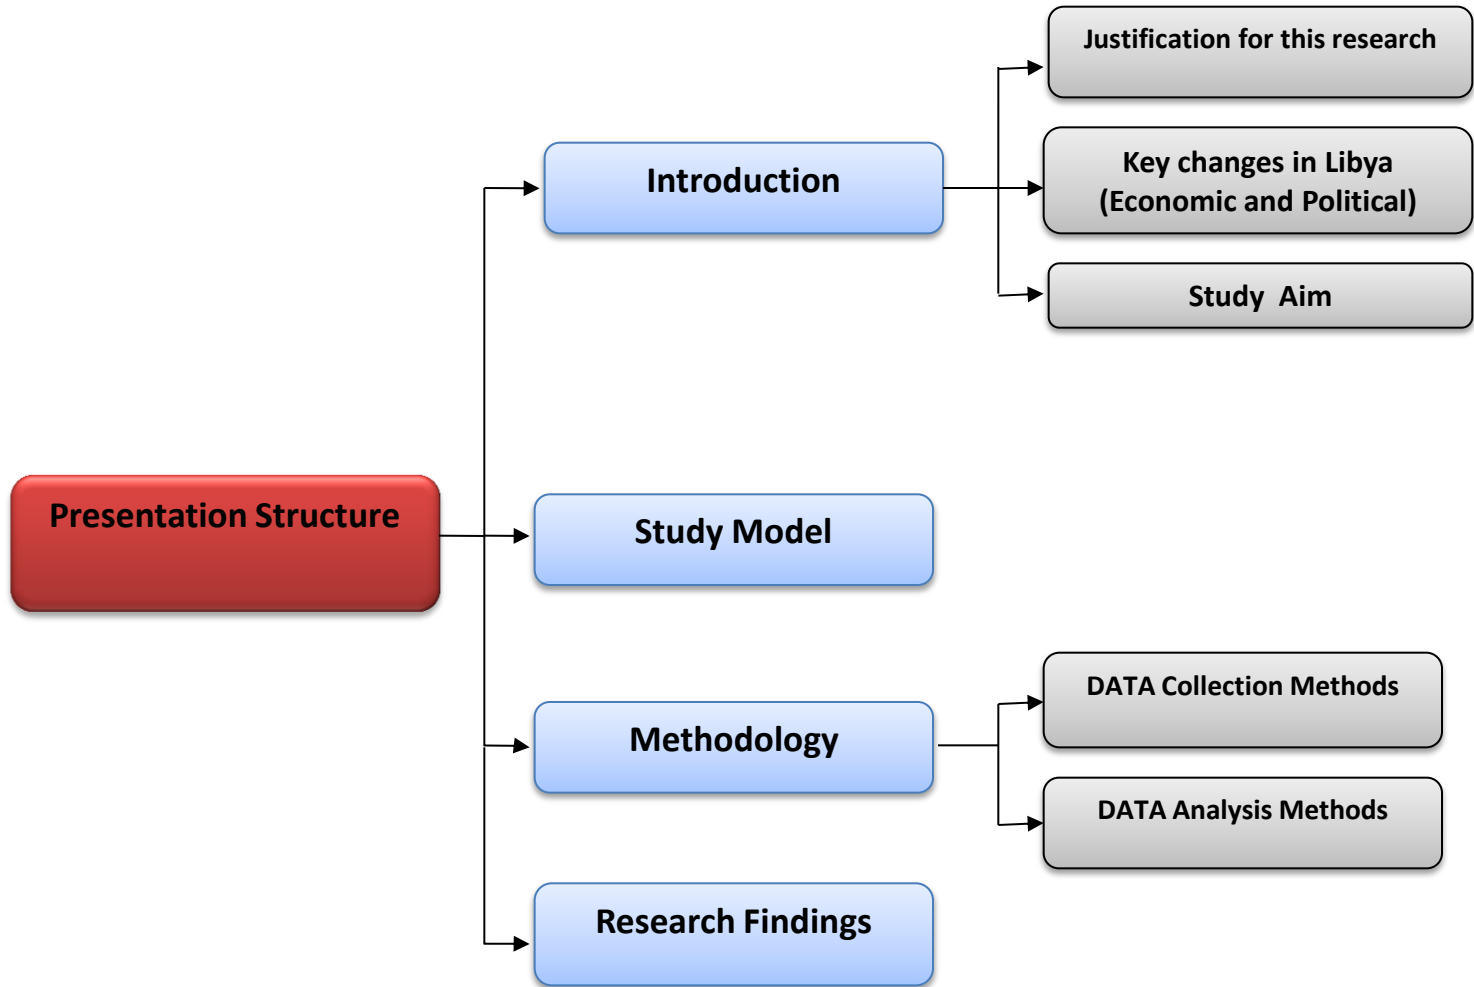 Presentation Structure
Introduction
Justification for this research
Key changes in Libya
(Economic and Political)
Study Aim
Study Model
Methodology
DATA Collection Methods
DATA Analysis Methods
Research Findings